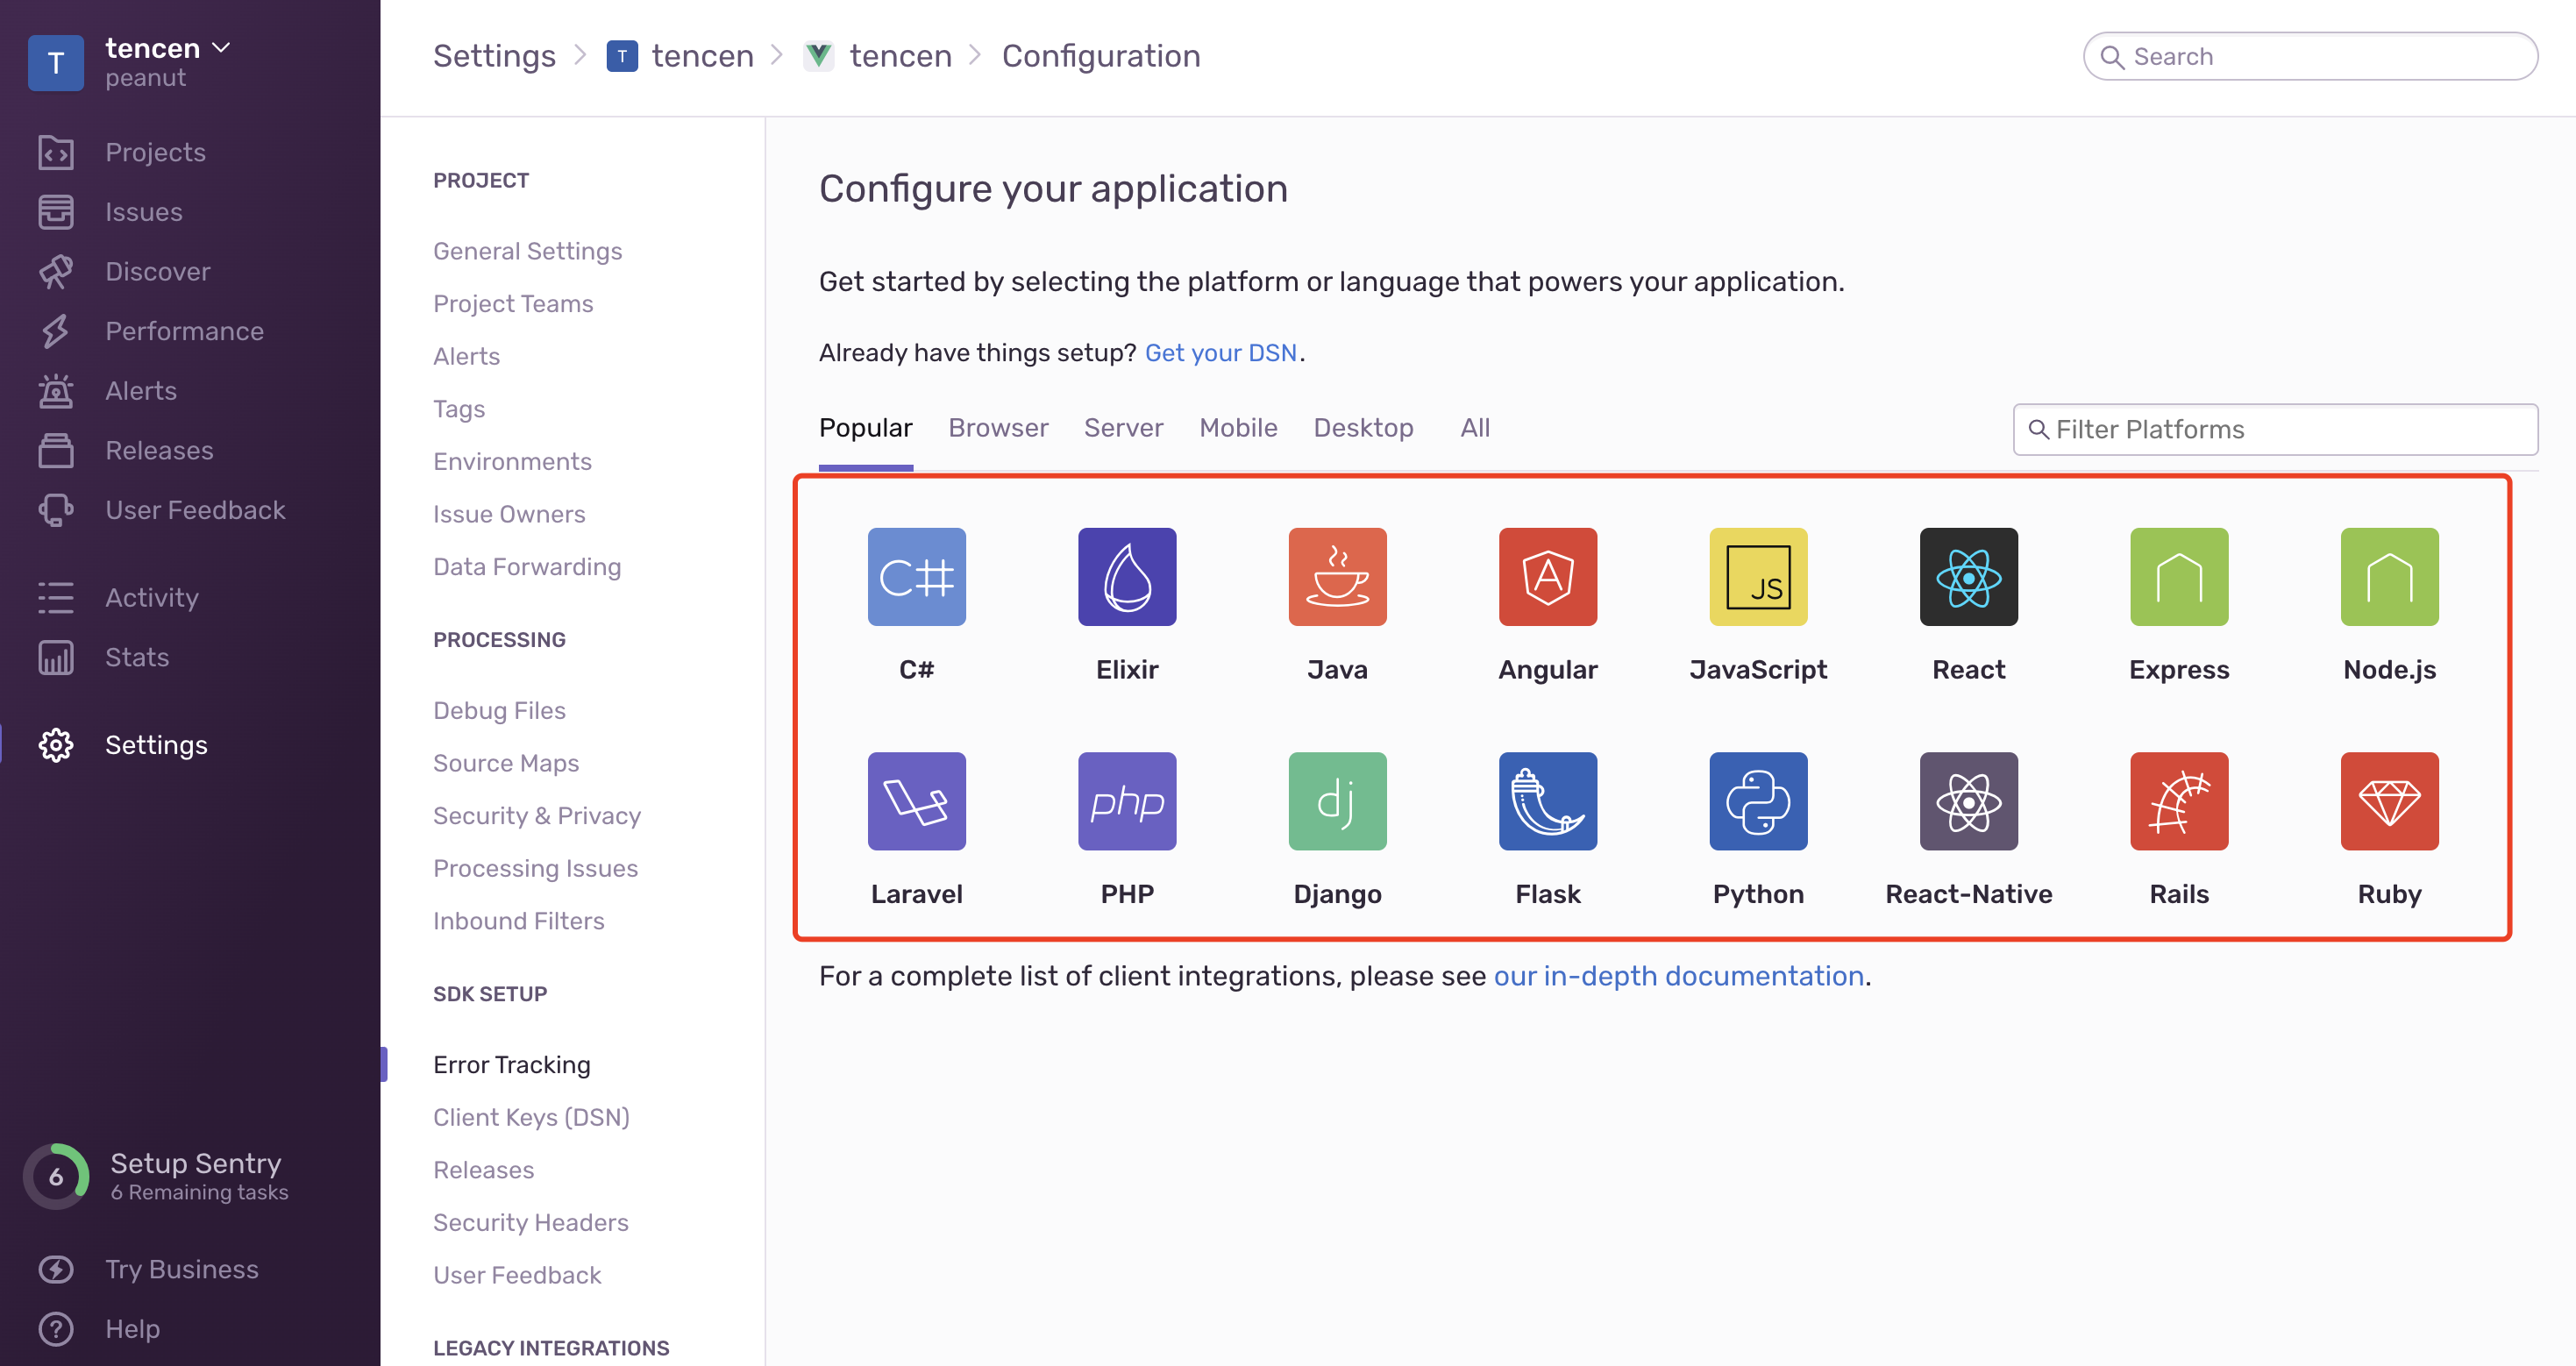 T
tencen
peanut
Projects
Issues
Discover
Performance
Alerts
Releases
User Feedback
Activity
Stats
Settings
6
Setup Sentry
6 Remaining tasks
Try Business
? Help
Settings > T tencen > tencen > Configuration
Search
PROJECT
General Settings
Project Teams
Alerts
Tags
Environments
Issue Owners
Data Forwarding
PROCESSING
Debug Files
Source Maps
Security & Privacy
Processing Issues
Inbound Filters
SDK SETUP
Error Tracking
Client Keys (DSN)
Releases
Security Headers
User Feedback
LEGACY INTEGRATIONS
Configure your application
Get started by selecting the platform or language that powers your application.
Already have things setup? Get your DSN.
Popular Browser Server Mobile Desktop All
Filter Platforms
C# JS
C# Elixir Java Angular JavaScript React Express Node.js
php dj
Laravel PHP Django Flask Python React-Native Rails Ruby
For a complete list of client integrations, please see our in-depth documentation.